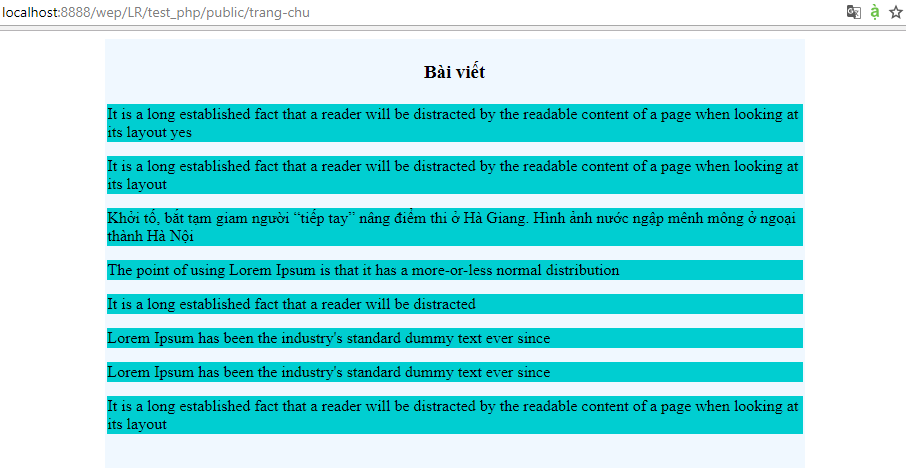 localhost:8888/wep/LR/test_php/public/trang-chu
Bài viết
It is a long established fact that a reader will be distracted by the readable content of a page when looking at
its layout yes
It is a long established fact that a reader will be distracted by the readable content of a page when looking at
its layout
Khởi tố, bắt tạm giam người “tiếp tay” nâng điểm thi ở Hà Giang. Hình ảnh nước ngập mênh mông ở ngoại
thành Hà Nội
The point of using Lorem Ipsum is that it has a more-or-less normal distribution
It is a long established fact that a reader will be distracted
Lorem Ipsum has been the industry's standard dummy text ever since
Lorem Ipsum has been the industry's standard dummy text ever since
It is a long established fact that a reader will be distracted by the readable content of a page when looking at
its layout